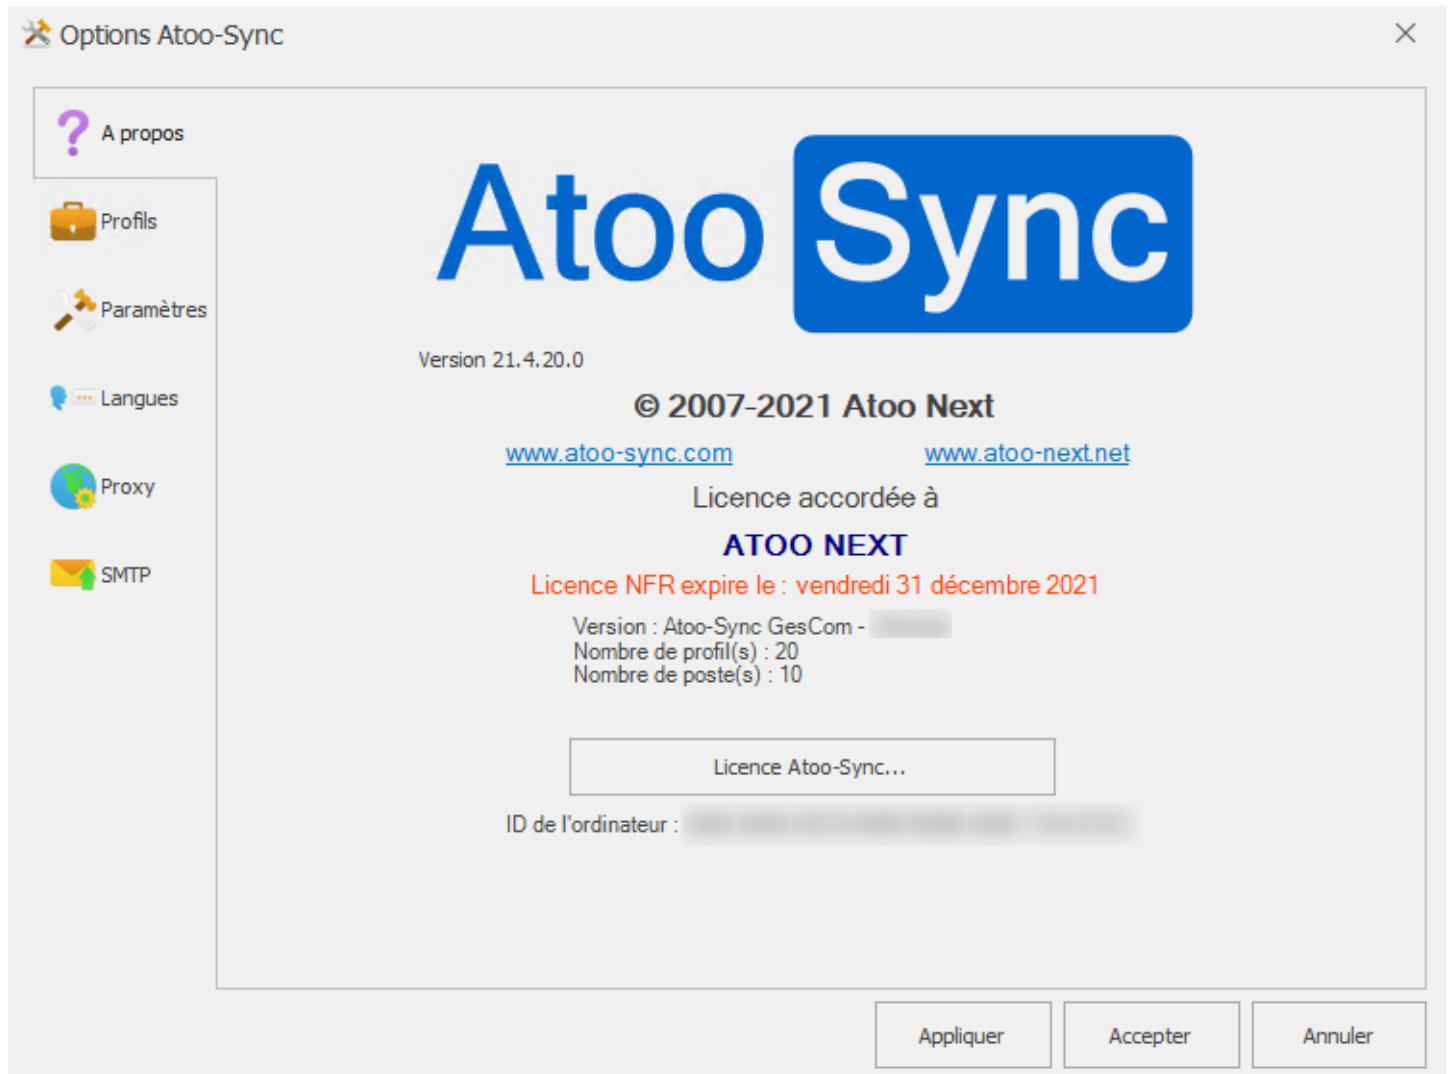 Options Atoo-Sync
A propos
Profils
Paramètres
Langues
Proxy
SMTP
Atoo Sync
Version 21.4.20.0
© 2007-2021 Atoo Next
www.atoo-sync.com www.atoo-next.net
Licence accordée à
ATOO NEXT
Licence NFR expire le : vendredi 31 décembre 2021
Version : Atoo-Sync GesCom -
Nombre de profil(s) : 20
Nombre de poste(s) : 10
Licence Atoo-Sync...
ID de l'ordinateur :
Appliquer Accepter Annuler